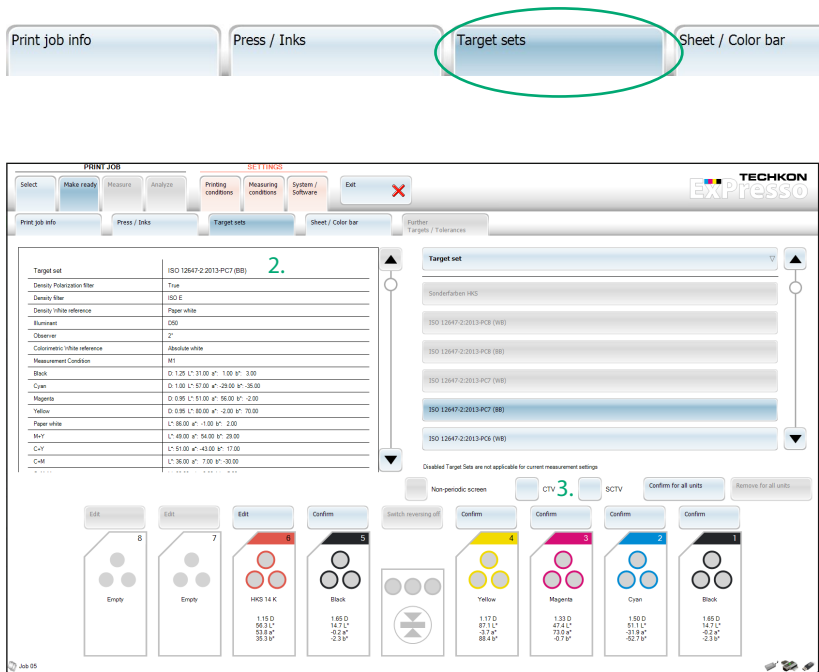 Print job info
Press / Inks
Target sets
Sheet / Color bar
PRINT JOB
SETTINGS
Select
Make ready
Measure
Analyze
Printing
conditions
Measuring
conditions
System /
Software
Exit
TECHKON
ExPresso
Print job info
Press / Inks
Target sets
Sheet / Color bar
Further
Targets / Tolerances
Target set ISO 12647-2:2013-PC7 (BB)
2.
Density Polarization filter True
Density filter ISO E
Density White reference Paper white
Illuminant D50
Observer 2°
Colorimetric White reference Absolute white
Measurement Condition M1
Black D: 1.25 L*: 31.00 a*: 1.00 b*: 3.00
Cyan D: 1.00 L*: 57.00 a*: -29.00 b*: -35.00
Magenta D: 0.95 L*: 51.00 a*: 56.00 b*: -2.00
Yellow D: 0.95 L*: 80.00 a*: -2.00 b*: 70.00
Paper white L*: 86.00 a*: -1.00 b*: 2.00
M+Y L*: 49.00 a*: 54.00 b*: 29.00
C+Y L*: 51.00 a*: -43.00 b*: 17.00
C+M L*: 36.00 a*: 7.00 b*: -30.00
Target set
Sonderfarben HKS
ISO 12647-2:2013-PC8 (WB)
ISO 12647-2:2013-PC8 (BB)
ISO 12647-2:2013-PC7 (WB)
ISO 12647-2:2013-PC7 (BB)
ISO 12647-2:2013-PC6 (WB)
Disabled Target Sets are not applicable for current measurement settings
Non-periodic screen
CTV
3.
SCTV
Confirm for all units
Remove for all units
Edit
Edit
Edit
Confirm
Switch reversing off
Confirm
Confirm
Confirm
Confirm
8
Empty
7
Empty
6
HKS 14 K
1.15 D
56.3 L*
53.8 a*
35.3 b*
5
Black
1.65 D
14.7 L*
-0.2 a*
-2.3 b*
4
Yellow
1.17 D
87.1 L*
-3.7 a*
88.4 b*
3
Magenta
1.33 D
47.4 L*
73.0 a*
-0.7 b*
2
Cyan
1.50 D
51.1 L*
-31.9 a*
-52.7 b*
1
Black
1.65 D
14.7 L*
-0.2 a*
-2.3 b*
Job 05